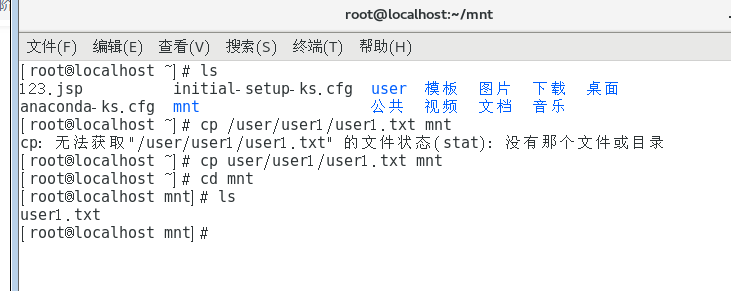 阶
root@localhost:~/mnt
文件(F) 编辑(E) 查看(V) 搜索(S) 终端(T) 帮助(H)
[root@localhost ~]# ls
123.jsp initial-setup-ks.cfg user 模板 图片 下载 桌面
anaconda-ks.cfg mnt 公共 视频 文档 音乐
[root@localhost ~]# cp /user/user1/user1.txt mnt
cp: 无法获取"/user/user1/user1.txt" 的文件状态(stat): 没有那个文件或目录
[root@localhost ~]# cp user/user1/user1.txt mnt
[root@localhost ~]# cd mnt
[root@localhost mnt]# ls
user1.txt
[root@localhost mnt]#